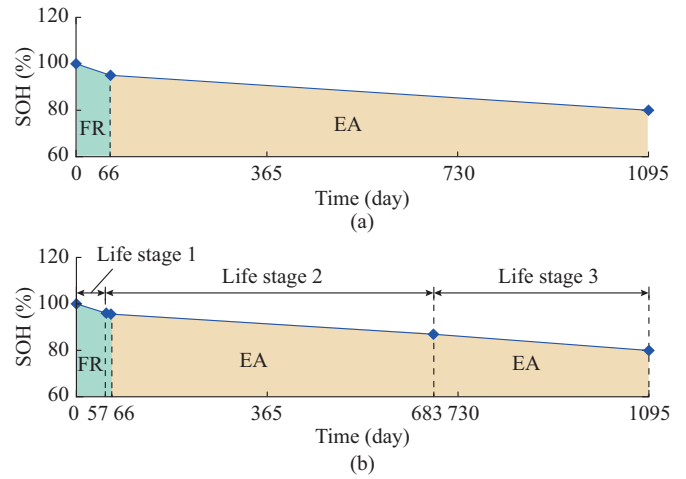 120
100
80
60
SOH (%)
FR
EA
0 66 365 730 1095
Time (day)
(a)
120
100
80
60
SOH (%)
Life stage 1
Life stage 2
Life stage 3
FR
EA
EA
0 57 66 365 683 730 1095
Time (day)
(b)